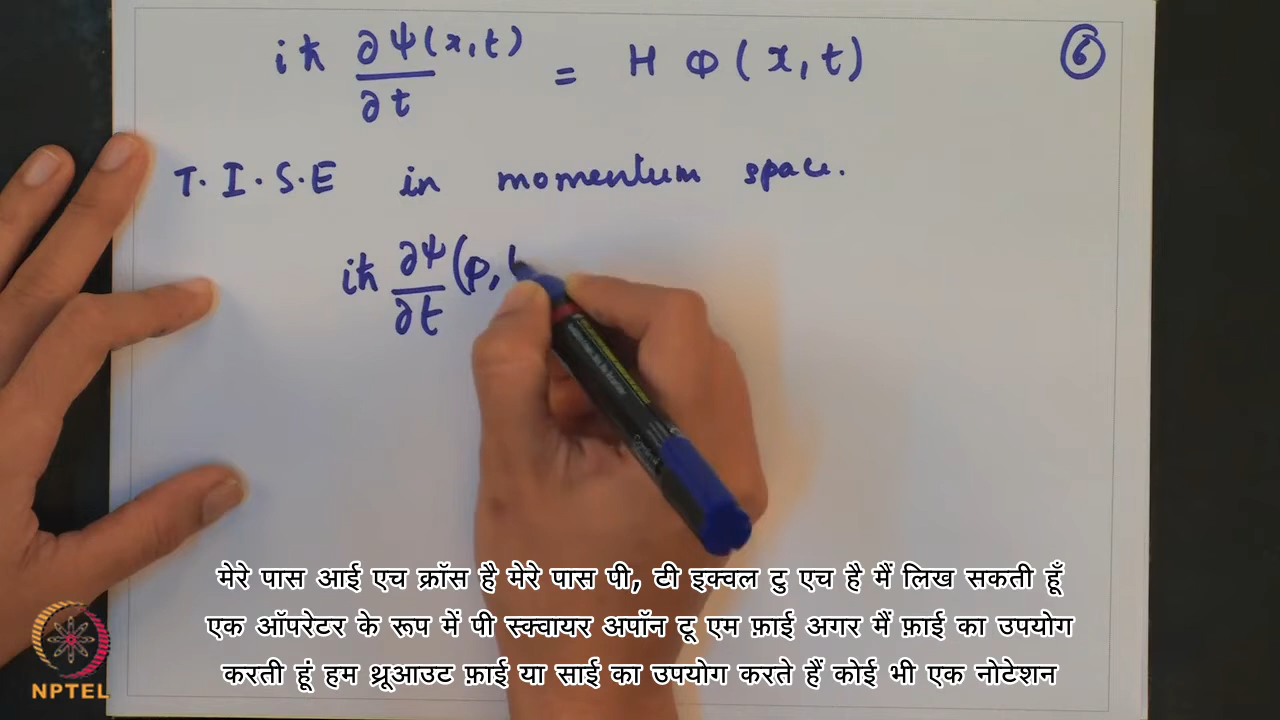 iħ ∂Ψ(x,t)/∂t = H Φ(x,t)
⑥
T.I.S.E in momentum space.
iħ ∂Ψ/∂t (p,
मेरे पास आई एच क्रॉस है मेरे पास पी, टी इक्वल टु एच है मैं लिख सकती हूँ
एक ऑपरेटर के रूप में पी स्क्वायर अपॉन टू एम फ़ाई अगर मैं फ़ाई का उपयोग
करती हूं हम थ्रूआउट फ़ाई या साई का उपयोग करते हैं कोई भी एक नोटेशन
NPTEL